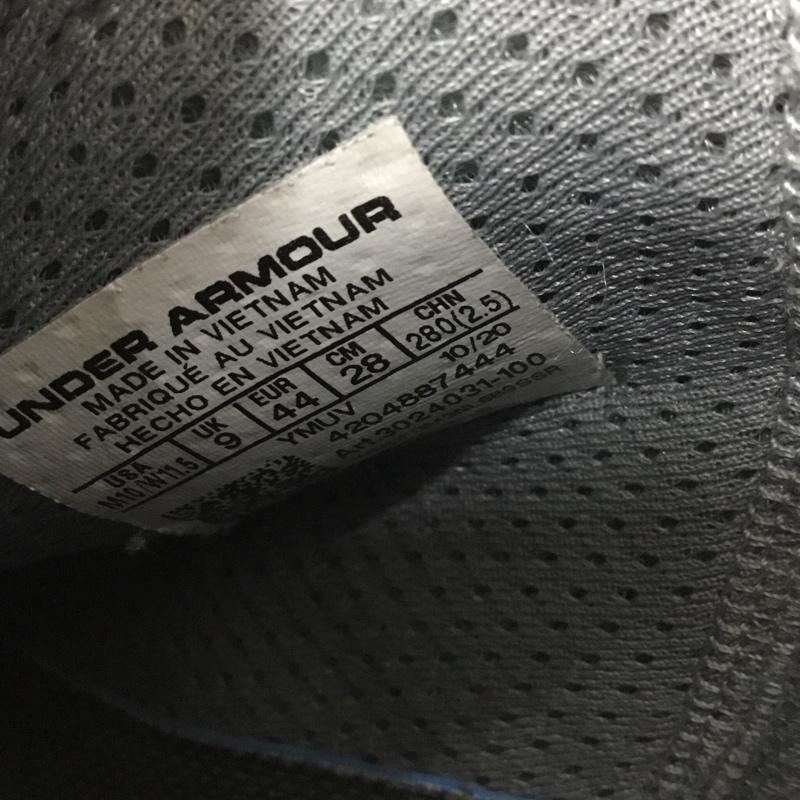 UNDER ARMOUR
MADE IN VIETNAM
FABRIQUÉ AU VIETNAM
HECHO EN VIETNAM
USA UK EUR CM CHN
M10/W11.5 9 44 28 280(2.5)
YMUV 10/20
4204887444
Art 3024031-100